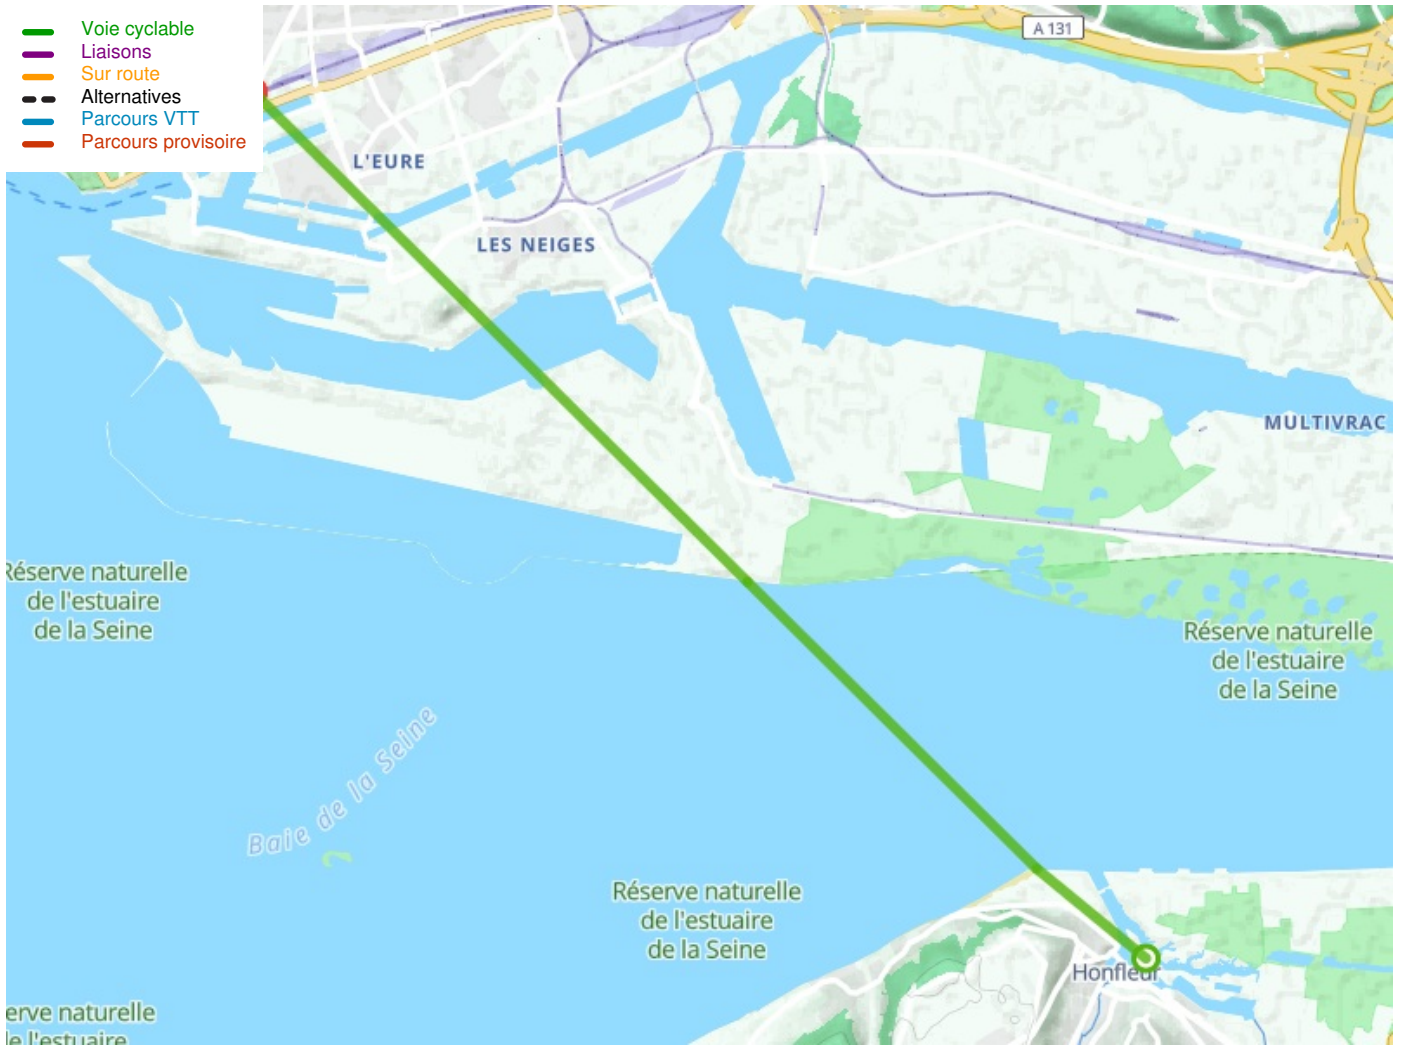 Voie cyclable
Liaisons
Sur route
Alternatives
Parcours VTT
Parcours provisoire
A 131
L'EURE
LES NEIGES
MULTIVRAC
Réserve naturelle
de l'estuaire
de la Seine
Réserve naturelle
de l'estuaire
de la Seine
Baie de la Seine
Réserve naturelle
de l'estuaire
de la Seine
Honfleur
erve naturelle
e l'estuaire